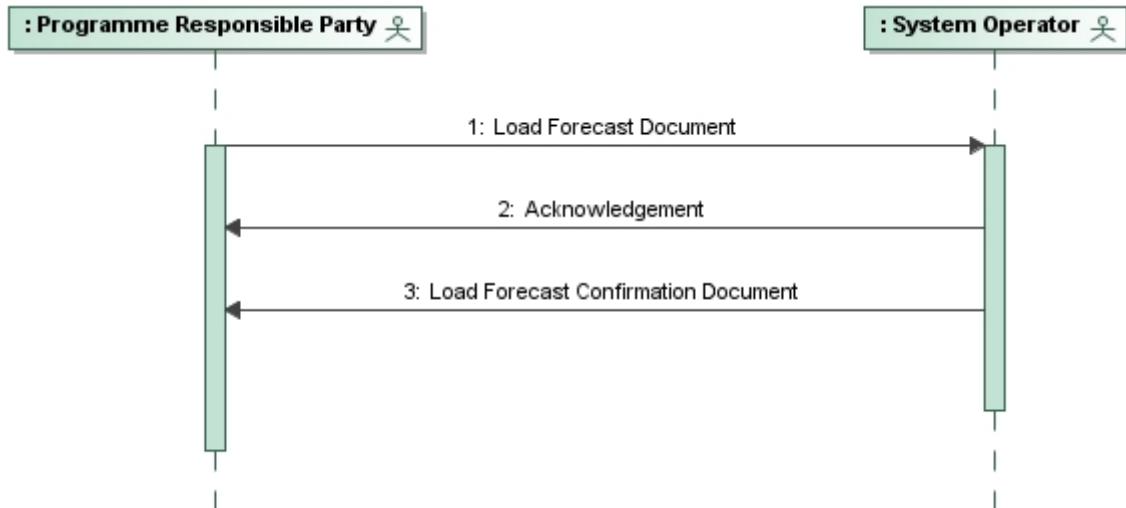 : Programme Responsible Party
: System Operator
1: Load Forecast Document
2: Acknowledgement
3: Load Forecast Confirmation Document